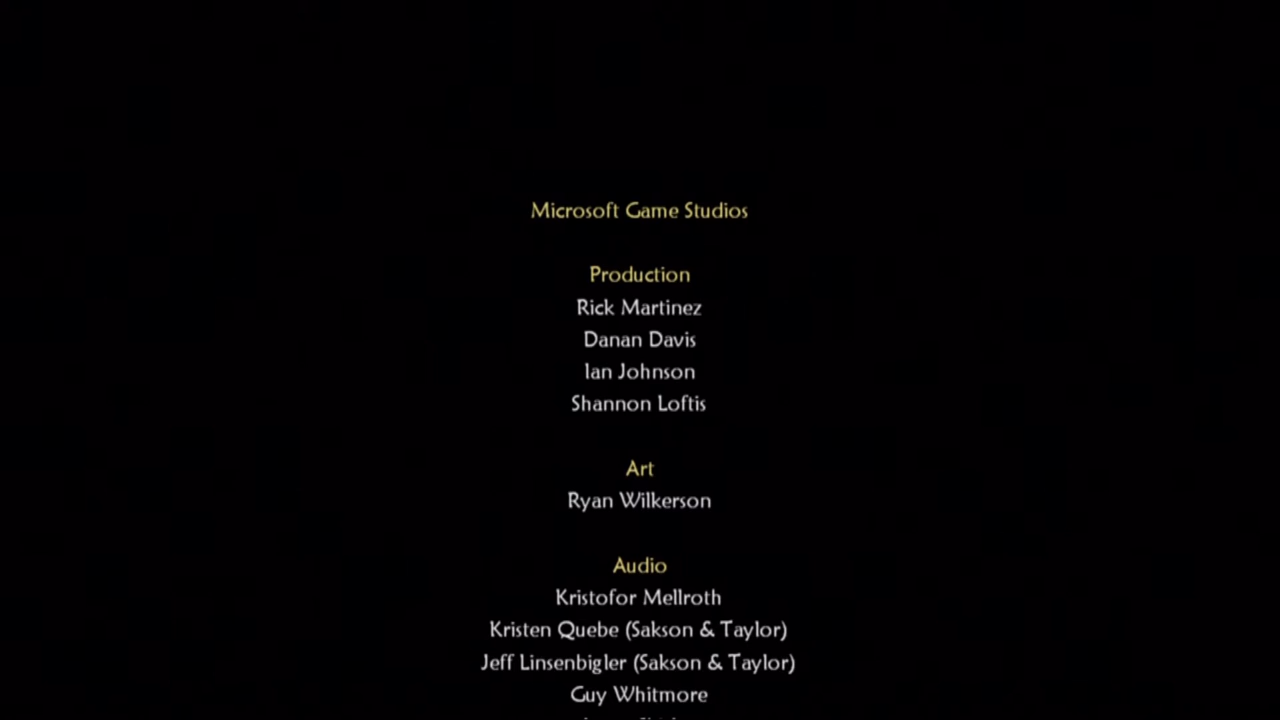 Microsoft Game Studios
Production
Rick Martinez
Danan Davis
Ian Johnson
Shannon Loftis
Art
Ryan Wilkerson
Audio
Kristofor Mellroth
Kristen Quebe (Sakson & Taylor)
Jeff Linsenbigler (Sakson & Taylor)
Guy Whitmore